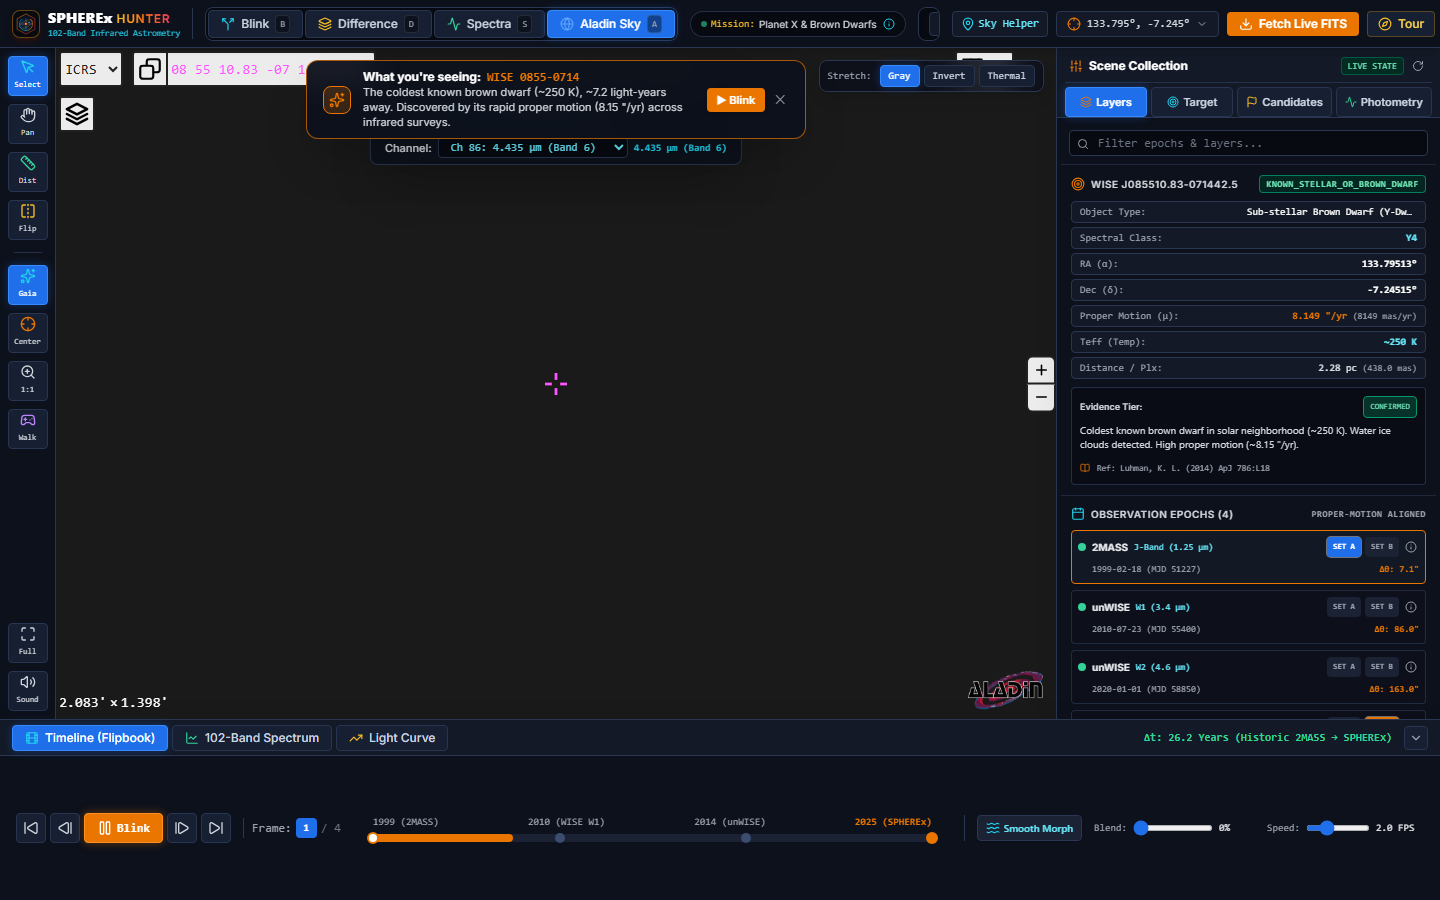 SPHEREx HUNTER
102-Band Infrared Astrometry
Blink B
Difference D
Spectra S
Aladin Sky A
Mission: Planet X & Brown Dwarfs
Sky Helper
133.795°, -7.245°
Fetch Live FITS
Tour
Select
Pan
Dist
Flip
Gaia
Center
1:1
Walk
Full
Sound
ICRS
08 55 10.83 -07 1
What you're seeing: WISE 0855-0714
The coldest known brown dwarf (~250 K), ~7.2 light-years
away. Discovered by its rapid proper motion (8.15 "/yr) across
infrared surveys.
Blink
Stretch: Gray Invert Thermal
Channel: Ch 86: 4.435 µm (Band 6) 4.435 µm (Band 6)
2.083' x 1.398'
ALADIN
Scene Collection
LIVE STATE
Layers
Target
Candidates
Photometry
Filter epochs & layers...
WISE J085510.83-071442.5
KNOWN_STELLAR_OR_BROWN_DWARF
Object Type: Sub-stellar Brown Dwarf (Y-Dw…
Spectral Class: Y4
RA (α): 133.79513°
Dec (δ): -7.24515°
Proper Motion (μ): 8.149 "/yr (8149 mas/yr)
Teff (Temp): ~250 K
Distance / Plx: 2.28 pc (438.0 mas)
Evidence Tier: CONFIRMED
Coldest known brown dwarf in solar neighborhood (~250 K). Water ice
clouds detected. High proper motion (~8.15 "/yr).
Ref: Luhman, K. L. (2014) ApJ 786:L18
OBSERVATION EPOCHS (4) PROPER-MOTION ALIGNED
2MASS J-Band (1.25 µm) SET A SET B
1999-02-18 (MJD 51227) Δθ: 7.1"
unWISE W1 (3.4 µm) SET A SET B
2010-07-23 (MJD 55400) Δθ: 86.0"
unWISE W2 (4.6 µm) SET A SET B
2020-01-01 (MJD 58850) Δθ: 163.0"
Timeline (Flipbook)
102-Band Spectrum
Light Curve
Δt: 26.2 Years (Historic 2MASS → SPHEREx)
Blink
Frame: 1 / 4
1999 (2MASS)
2010 (WISE W1)
2014 (unWISE)
2025 (SPHEREx)
Smooth Morph
Blend: 0%
Speed: 2.0 FPS